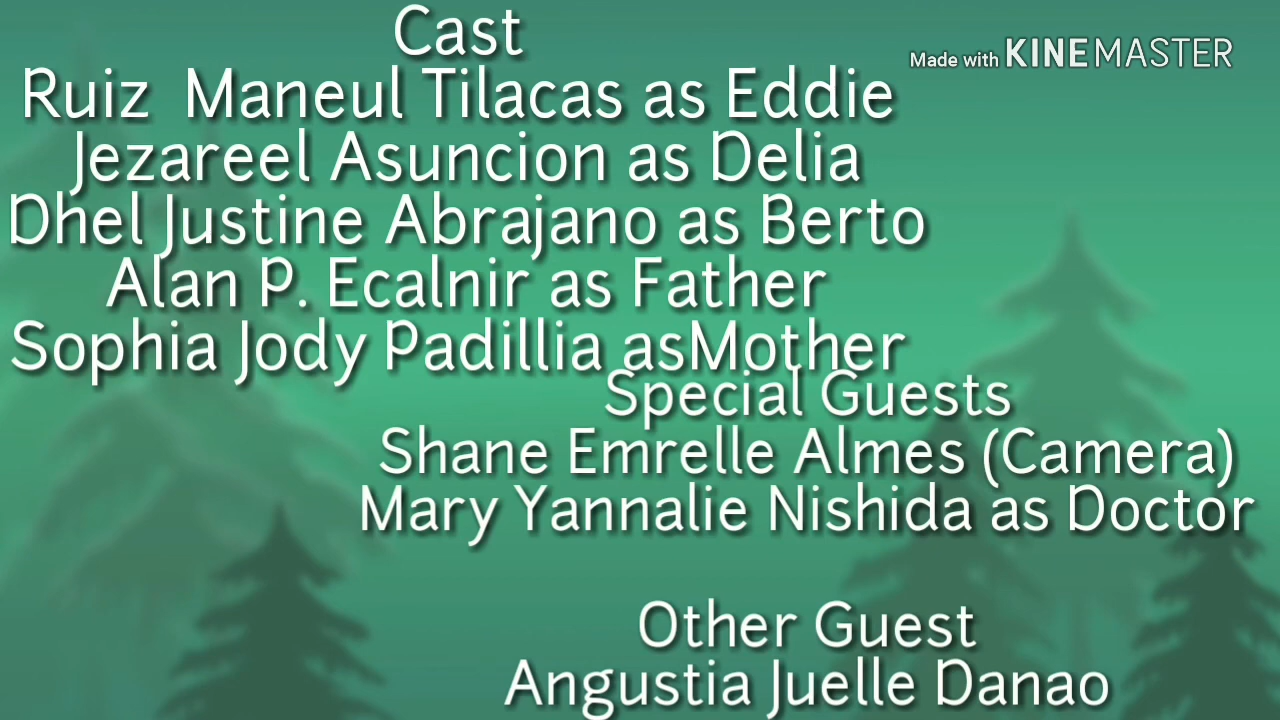 Cast
Made with KINEMASTER
Ruiz  Maneul Tilacas as Eddie
Jezareel Asuncion as Delia
Dhel Justine Abrajano as Berto
Alan P. Ecalnir as Father
Sophia Jody Padillia asMother
Special Guests
Shane Emrelle Almes (Camera)
Mary Yannalie Nishida as Doctor
Other Guest
Angustia Juelle Danao